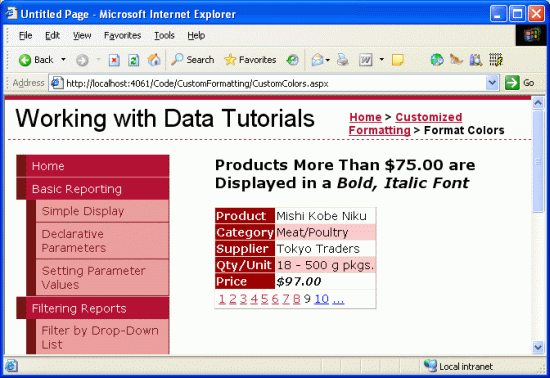 Untitled Page - Microsoft Internet Explorer
File Edit View Favorites Tools Help
Back Search Favorites
Address http://localhost:4061/Code/CustomFormatting/CustomColors.aspx Go
Working with Data Tutorials
Home > Customized
Formatting > Format Colors
Home
Basic Reporting
Simple Display
Declarative
Parameters
Setting Parameter
Values
Filtering Reports
Filter by Drop-Down
List
Products More Than $75.00 are
Displayed in a Bold, Italic Font
Product Mishi Kobe Niku
Category Meat/Poultry
Supplier Tokyo Traders
Qty/Unit 18 - 500 g pkgs.
Price $97.00
1 2 3 4 5 6 7 8 9 10 ...
Local intranet